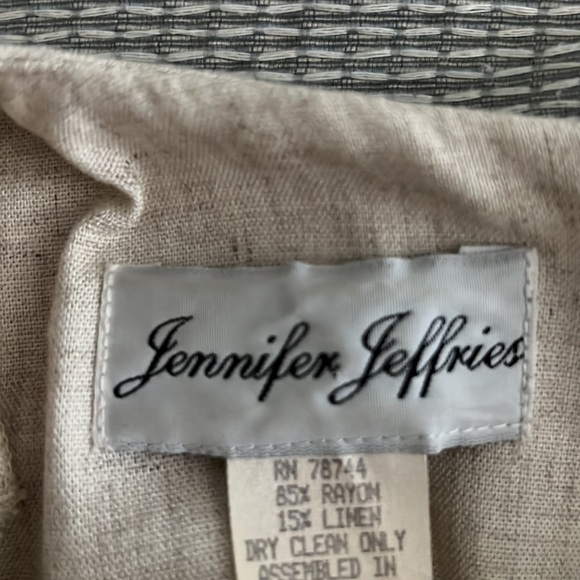 Jennifer Jeffries
RN 78744
85% RAYON
15% LINEN
DRY CLEAN ONLY
ASSEMBLED IN